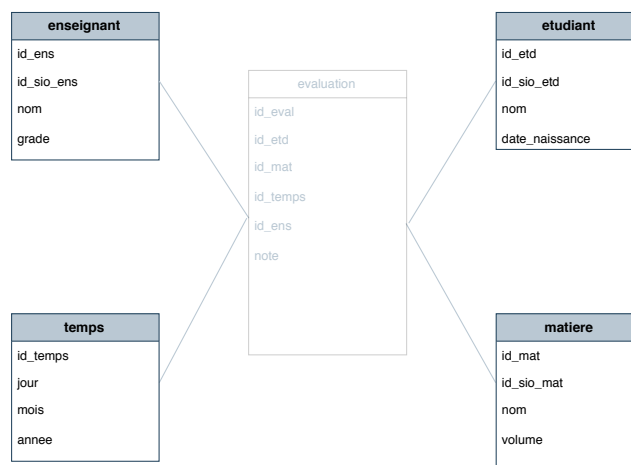 enseignant
id_ens
id_sio_ens
nom
grade
evaluation
id_eval
id_etd
id_mat
id_temps
id_ens
note
etudiant
id_etd
id_sio_etd
nom
date_naissance
temps
id_temps
jour
mois
annee
matiere
id_mat
id_sio_mat
nom
volume